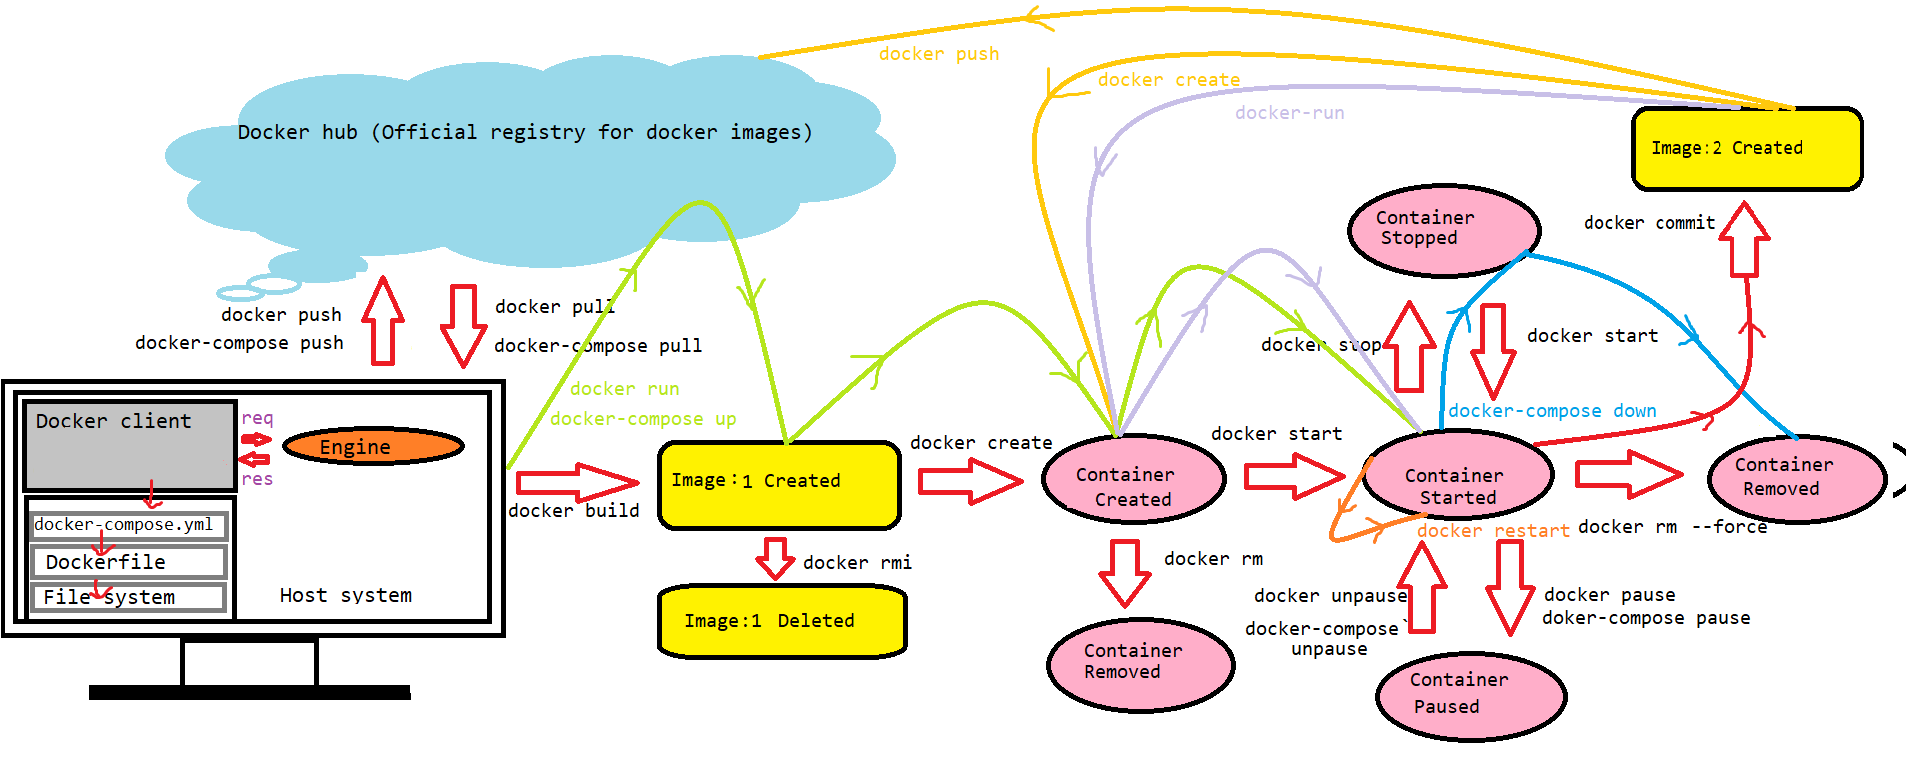 docker push
docker create
docker-run
Docker hub (Official registry for docker images)
Image:2 Created
docker commit
Container
Stopped
docker push
docker-compose push
docker pull
docker-compose pull
docker stop
docker start
docker run
docker-compose up
docker-compose down
Docker client
req
res
Engine
docker-compose.yml
Dockerfile
File system
Host system
docker build
Image:1 Created
docker create
Container
Created
docker start
Container
Started
docker restart
docker rm --force
Container
Removed
docker rmi
Image:1 Deleted
docker rm
Container
Removed
docker unpause
docker-compose`
unpause
docker pause
doker-compose pause
Container
Paused